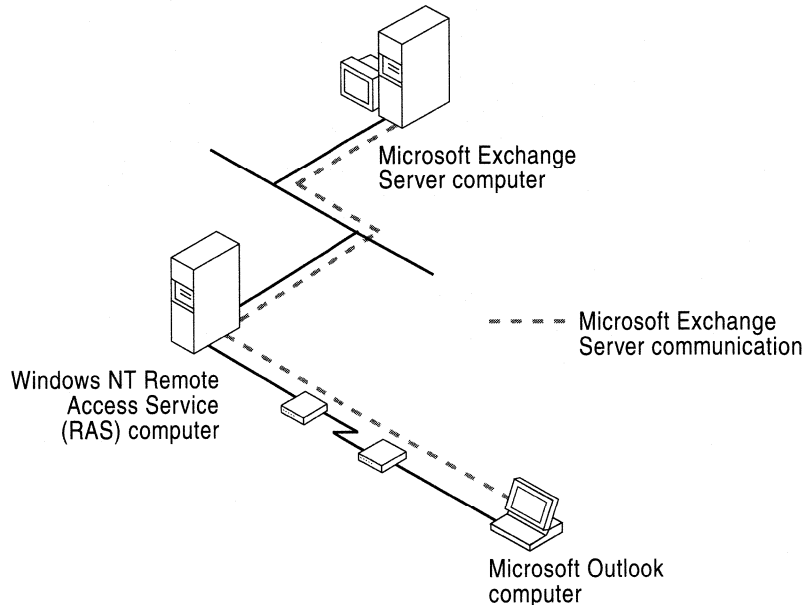 Microsoft Exchange
Server computer
Microsoft Exchange
Server communication
Windows NT Remote
Access Service
(RAS) computer
Microsoft Outlook
computer